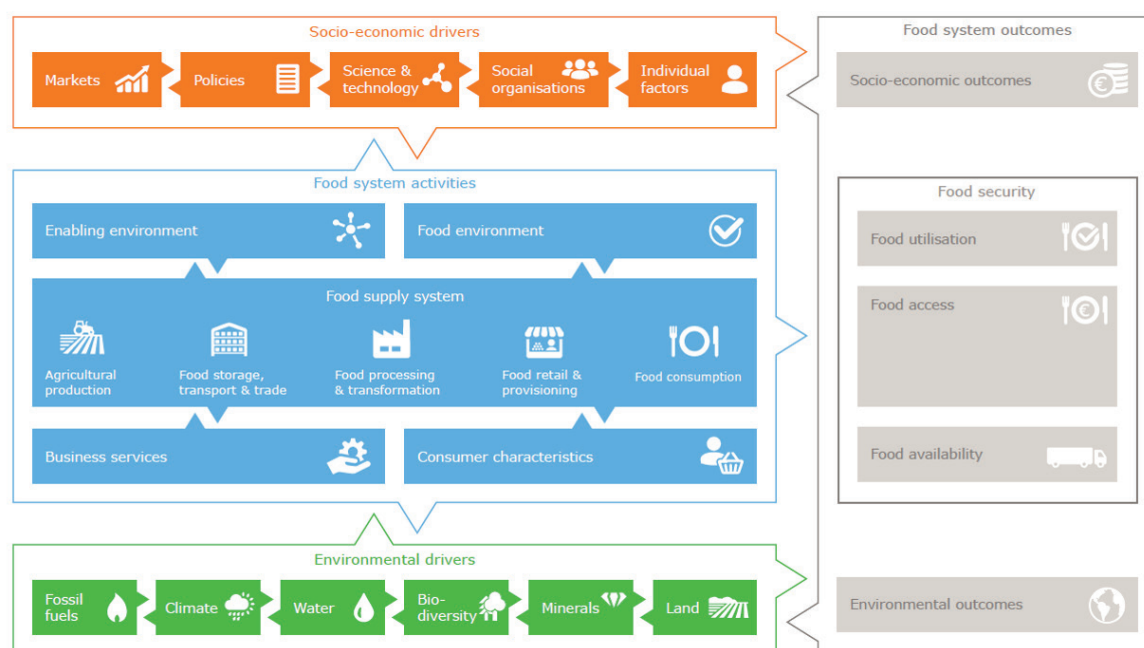 Socio-economic drivers
Markets
Policies
Science &
technology
Social
organisations
Individual
factors
Food system activities
Enabling environment
Food environment
Food supply system
Agricultural
production
Food storage,
transport & trade
Food processing
& transformation
Food retail &
provisioning
Food consumption
Business services
Consumer characteristics
Environmental drivers
Fossil
fuels
Climate
Water
Bio-
diversity
Minerals
Land
Food system outcomes
Socio-economic outcomes
€
Food security
Food utilisation
Food access
€
Food availability
Environmental outcomes